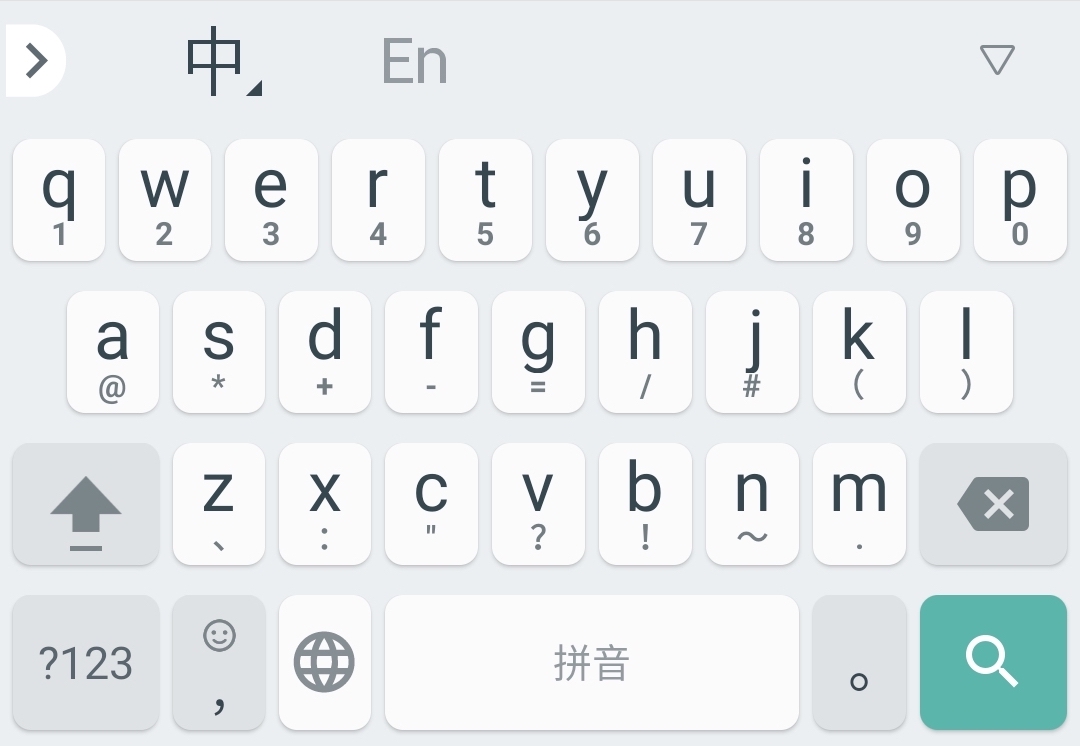 中 En
q w e r t y u i o p
1 2 3 4 5 6 7 8 9 0
a s d f g h j k l
@ * + - = / # ( )
z x c v b n m
、 : " ? ! ～ .
?123 , 拼音 。